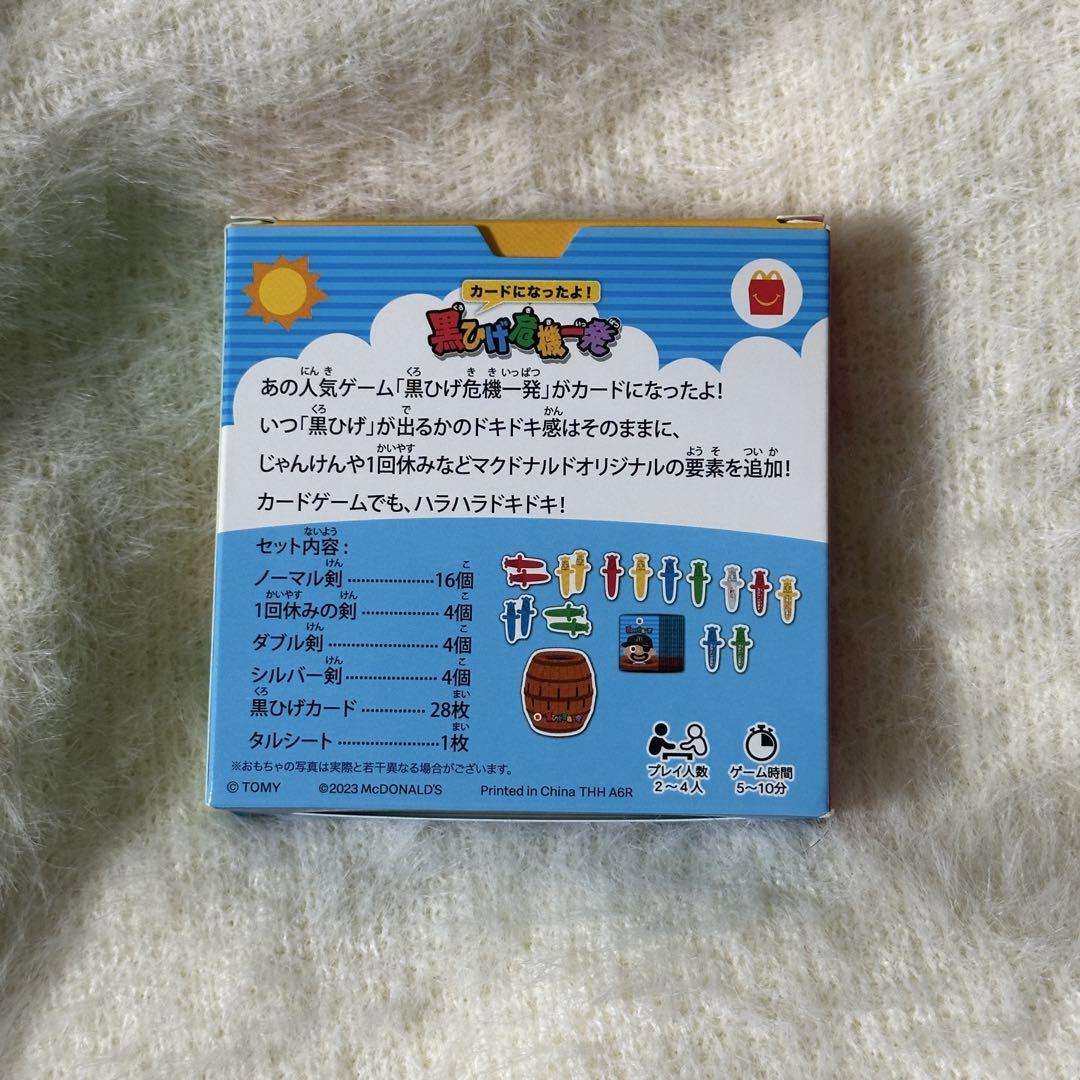 カードになったよ!
黒ひげ危機一発
あの人気ゲーム「黒ひげ危機一発」がカードになったよ!
いつ「黒ひげ」が出るかのドキドキ感はそのままに、
じゃんけんや1回休みなどマクドナルドオリジナルの要素を追加!
カードゲームでも、ハラハラドキドキ!
セット内容:
ノーマル剣 16個
1回休みの剣 4個
ダブル剣 4個
シルバー剣 4個
黒ひげカード 28枚
タルシート 1枚
※おもちゃの写真は実際と若干異なる場合がございます。
プレイ人数
2〜4人
ゲーム時間
5〜10分
© TOMY ©2023 McDONALD'S Printed in China THH A6R